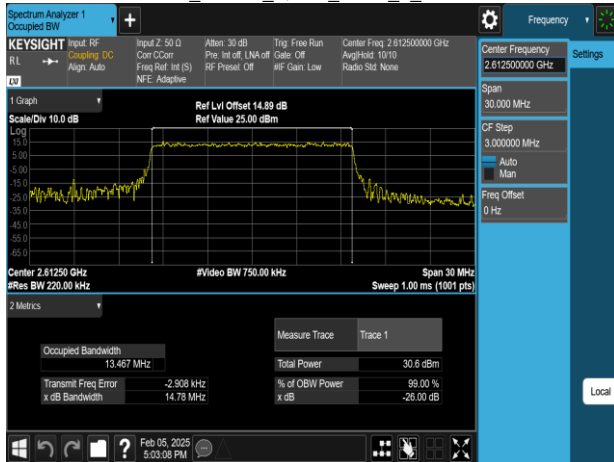 Spectrum Analyzer 1
Occupied BW
Frequency
KEYSIGHT
Input: RF
Coupling: DC
Align: Auto
RL
LXI
Input Z: 50 Ω
Corr CCorr
Freq Ref: Int (S)
NFE: Adaptive
Atten: 30 dB
Pre: Int off, LNA off
RF Preset: Off
Trig: Free Run
Gate: Off
#IF Gain: Low
Center Freq: 2.612500000 GHz
Avg|Hold: 10/10
Radio Std: None
Center Frequency
2.612500000 GHz
Settings
Span
30.000 MHz
CF Step
3.000000 MHz
Auto
Man
Freq Offset
0 Hz
Local
1 Graph
Scale/Div 10.0 dB
Ref Lvl Offset 14.89 dB
Ref Value 25.00 dBm
Log
15.0
5.00
-5.00
-15.0
-25.0
-35.0
-45.0
-55.0
-65.0
Center 2.61250 GHz
#Res BW 220.00 kHz
#Video BW 750.00 kHz
Span 30 MHz
Sweep 1.00 ms (1001 pts)
2 Metrics
Measure Trace
Trace 1
Occupied Bandwidth
13.467 MHz
Total Power
30.6 dBm
Transmit Freq Error
-2.908 kHz
% of OBW Power
99.00 %
x dB Bandwidth
14.78 MHz
x dB
-26.00 dB
?
Feb 05, 2025
5:03:08 PM